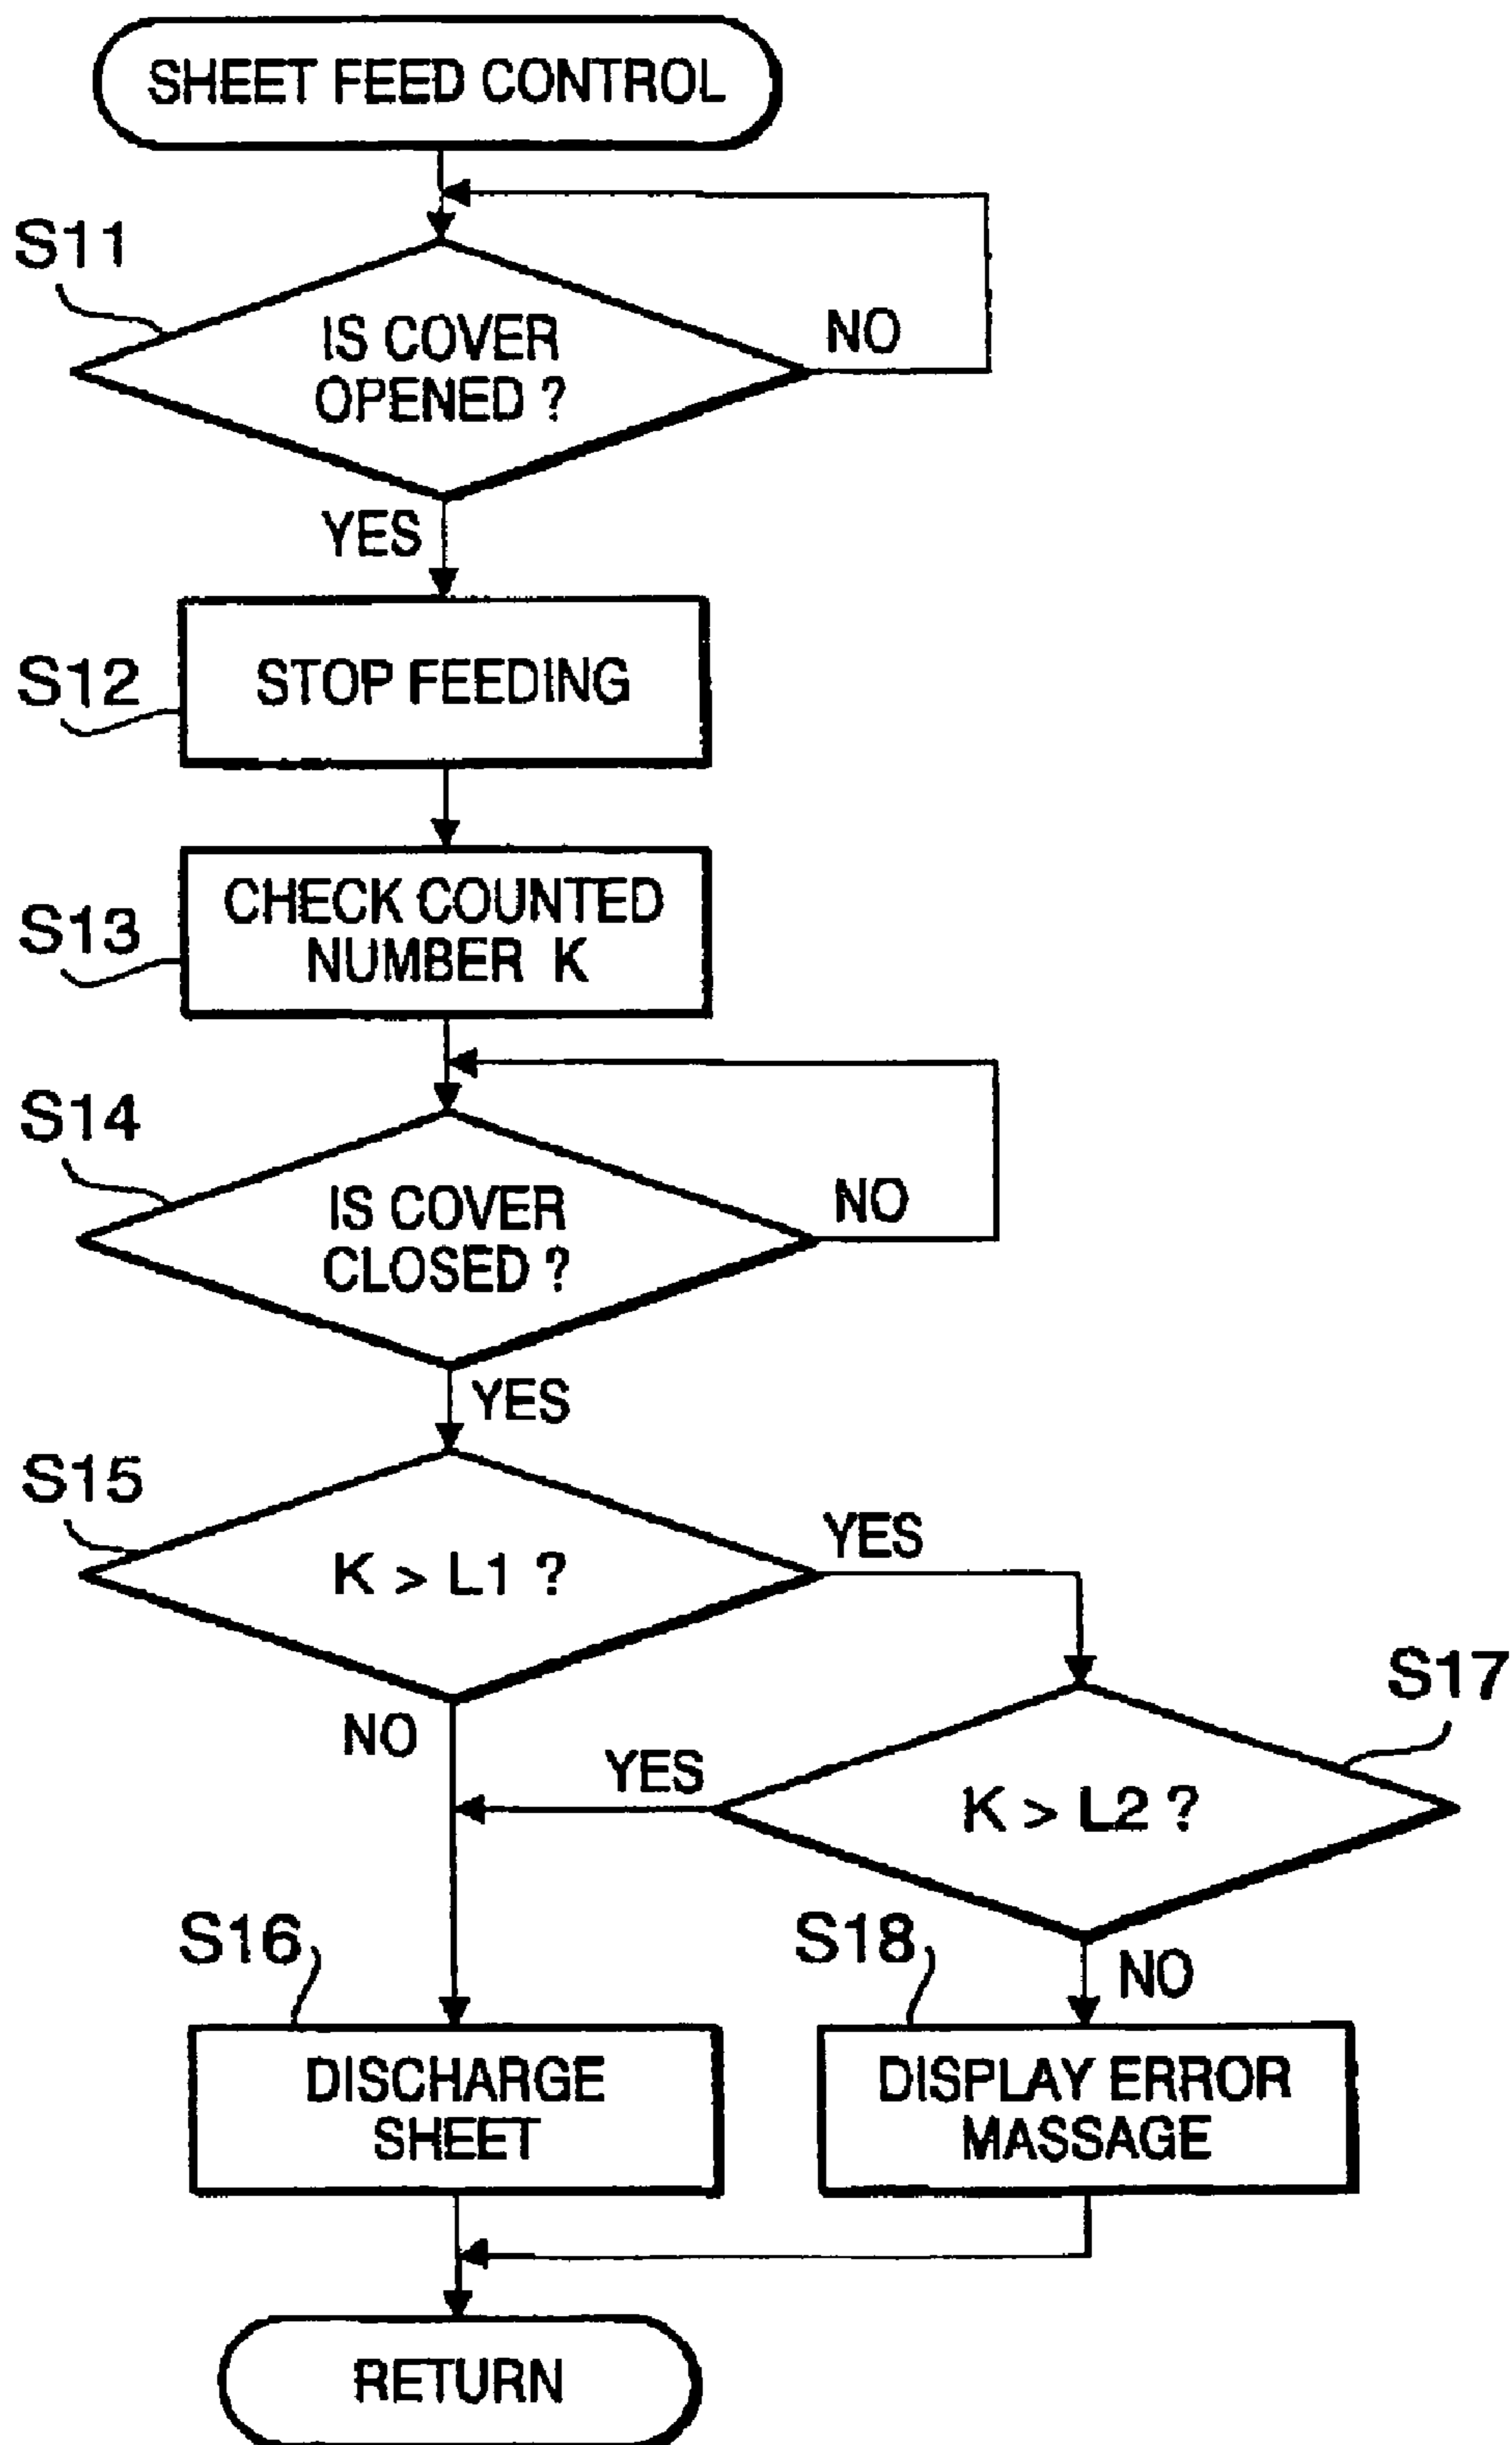 SHEET FEED CONTROL
S11
IS COVER
OPENED ?
NO
YES
S12
STOP FEEDING
S13
CHECK COUNTED
NUMBER K
S14
IS COVER
CLOSED ?
NO
YES
S15
K > L1 ?
YES
NO
S17
K > L2 ?
YES
NO
S16
DISCHARGE
SHEET
S18
DISPLAY ERROR
MASSAGE
RETURN